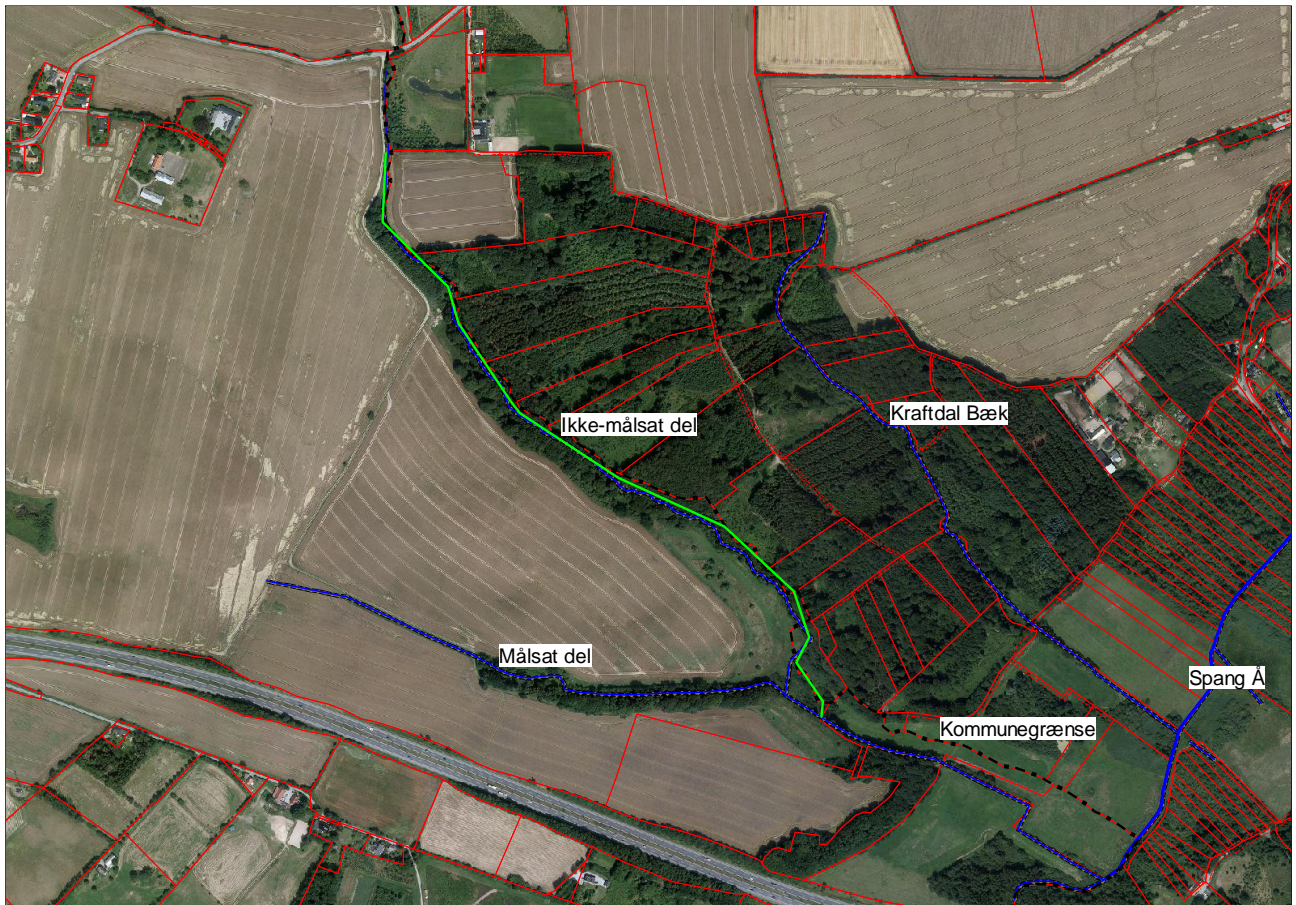 Kraftdal Bæk
Ikke-målsat del
Målsat del
Spang Å
Kommunegrænse